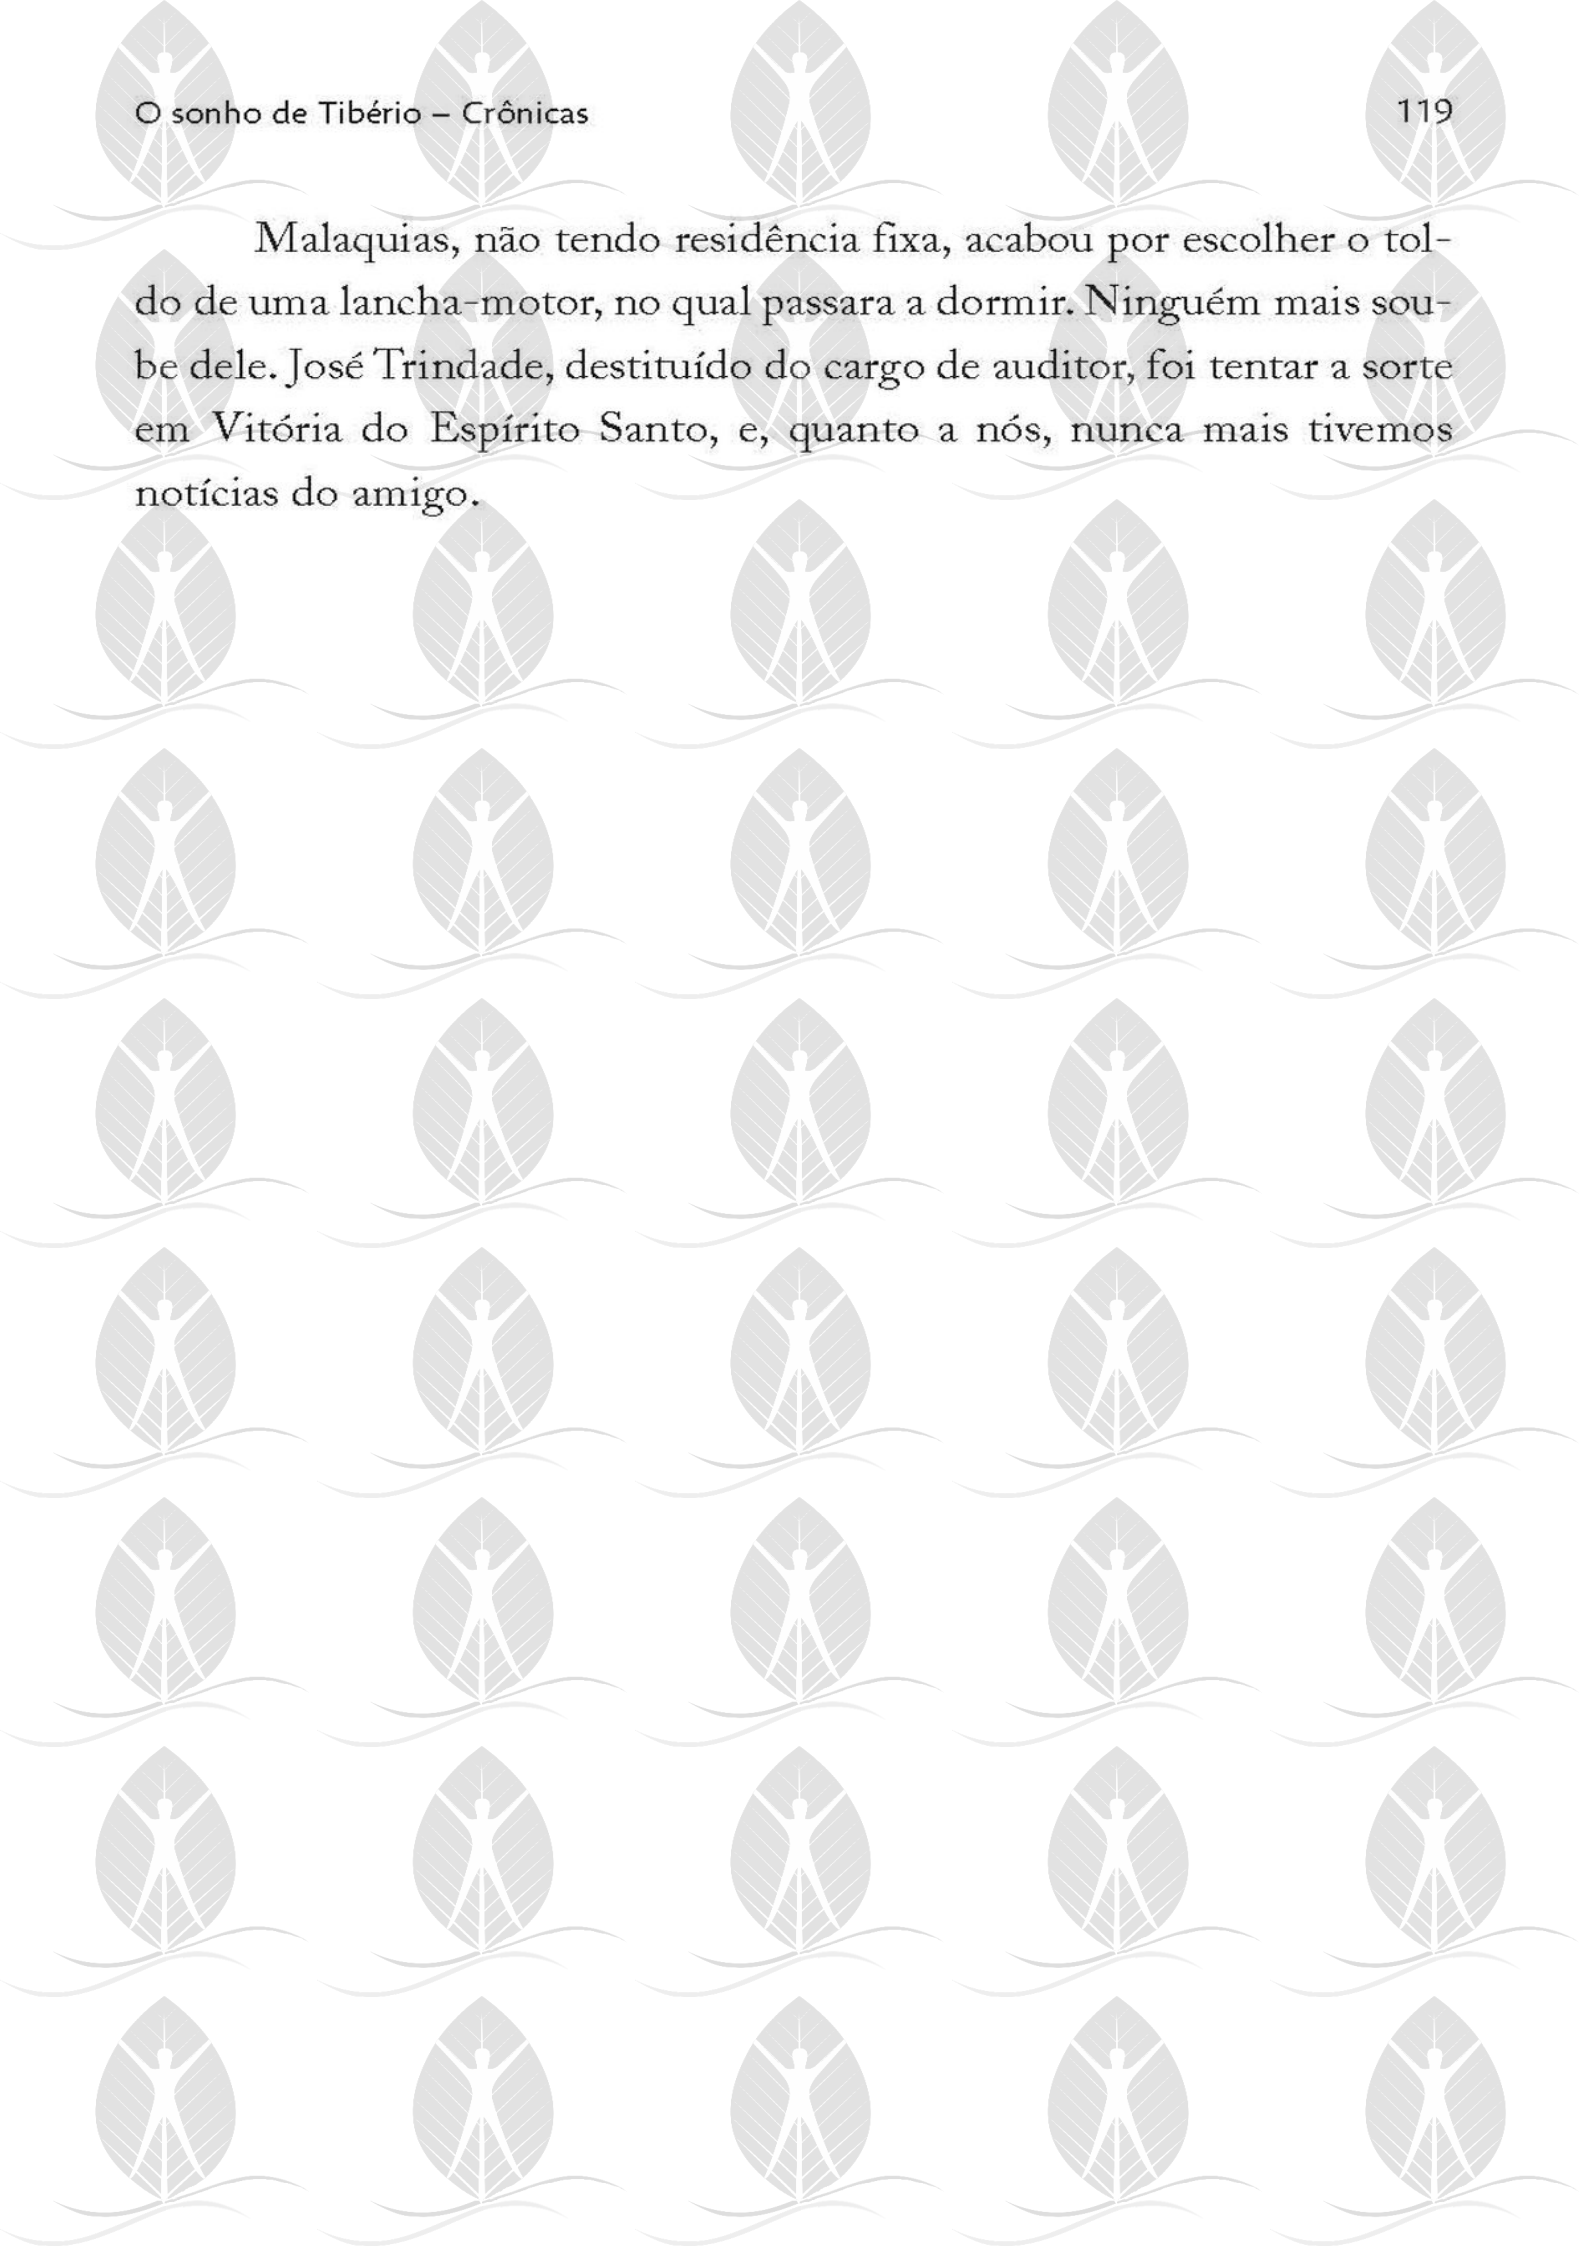 O sonho de Tibério – Crônicas 119
Malaquias, não tendo residência fixa, acabou por escolher o tol-
do de uma lancha-motor, no qual passara a dormir. Ninguém mais sou-
be dele. José Trindade, destituído do cargo de auditor, foi tentar a sorte
em Vitória do Espírito Santo, e, quanto a nós, nunca mais tivemos
notícias do amigo.